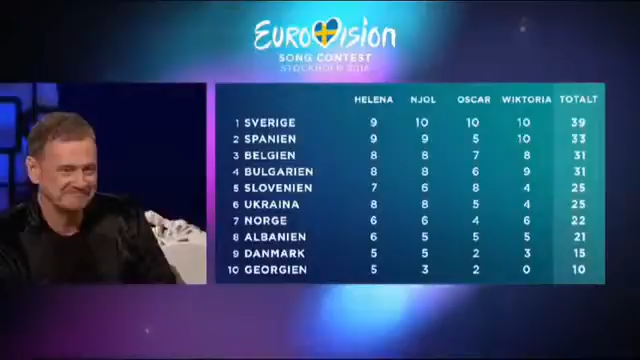 EUROVISION
SONG CONTEST
STOCKHOLM 2016
HELENA NJOL OSCAR WIKTORIA TOTALT
1 SVERIGE 9 10 10 10 39
2 SPANIEN 9 9 5 10 33
3 BELGIEN 8 8 7 8 31
4 BULGARIEN 8 8 6 9 31
5 SLOVENIEN 7 6 8 4 25
6 UKRAINA 8 8 5 4 25
7 NORGE 6 6 4 6 22
8 ALBANIEN 6 5 5 5 21
9 DANMARK 5 5 2 3 15
10 GEORGIEN 5 3 2 0 10